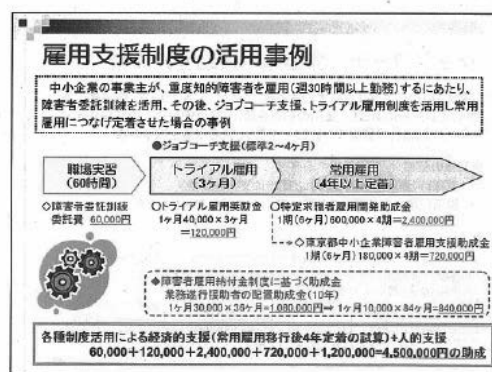 雇用支援制度の活用事例
中小企業の事業主が、重度知的障害者を雇用(週30時間以上勤務)するにあたり、
障害者委託訓練を活用、その後、ジョブコーチ支援、トライアル雇用制度を活用し常用
雇用につなげ定着させた場合の事例
●ジョブコーチ支援(標準2~4ヶ月)
職場実習
(60時間)
トライアル雇用
(3ヶ月)
常用雇用
(4年以上定着)
◇障害者委託訓練
委託費 60,000円
◇トライアル雇用奨励金
1ヶ月40,000×3ヶ月
=120,000円
◇特定求職者雇用開発助成金
1期(6ヶ月)600,000×4期=2,400,000円
◇東京都中小企業障害者雇用支援助成金
1期(6ヶ月)180,000×4期=720,000円
◆障害者雇用納付金制度に基づく助成金
業務遂行援助者の配置助成金(10年)
1ヶ月30,000×36ヶ月=1,080,000円⇒1ヶ月10,000×84ヶ月=840,000円
各種制度活用による経済的支援(常用雇用移行後4年定着の試算)+人的支援
60,000+120,000+2,400,000+720,000+1,200,000=4,500,000円の助成